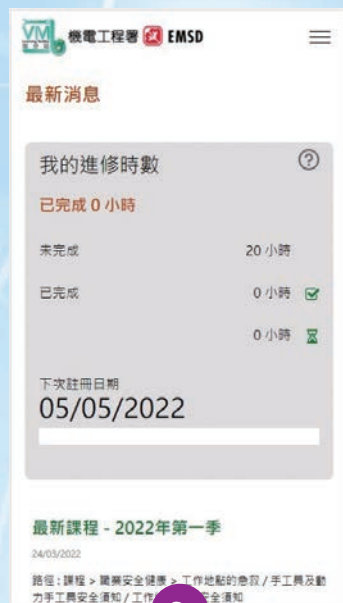 VM
機電工程署 EMSD
最新消息
我的進修時數 ?
已完成 0 小時
未完成 20 小時
已完成 0 小時
0 小時
下次註冊日期
05/05/2022
最新課程 - 2022年第一季
24/03/2022
路徑 : 課程 > 職業安全健康 > 工作地點的急救 / 手工具及動
力手工具安全須知 / 工作 安全須知